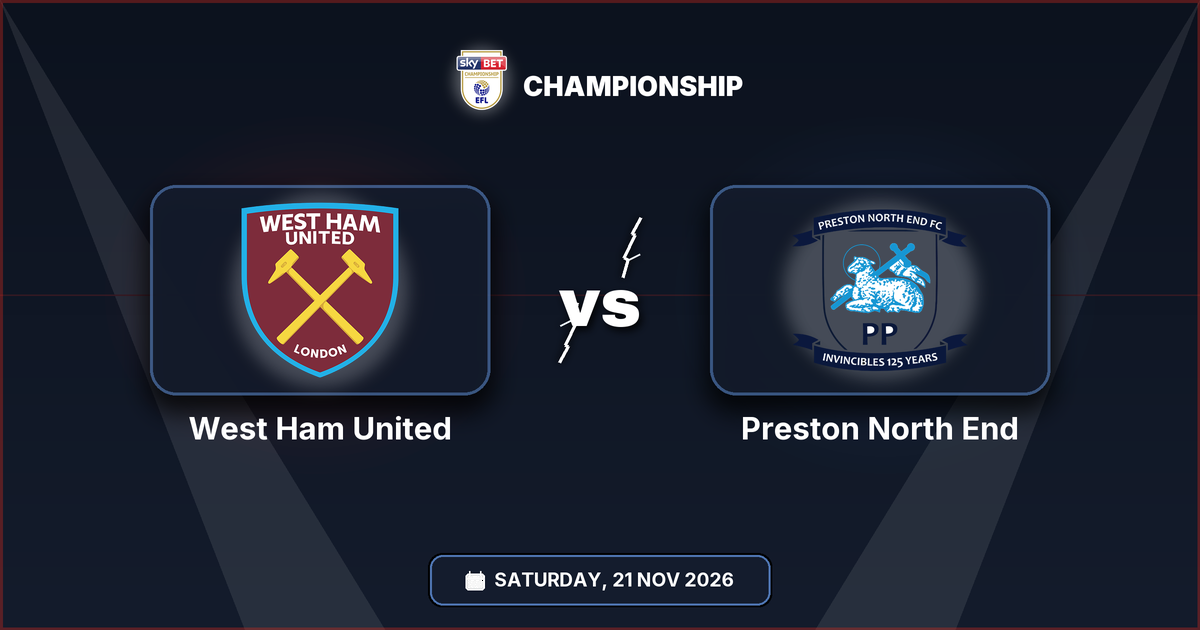 sky BET
CHAMPIONSHIP
EFL
CHAMPIONSHIP
WEST HAM
UNITED
LONDON
PRESTON NORTH END FC
PP
INVINCIBLES 125 YEARS
VS
West Ham United
Preston North End
SATURDAY, 21 NOV 2026